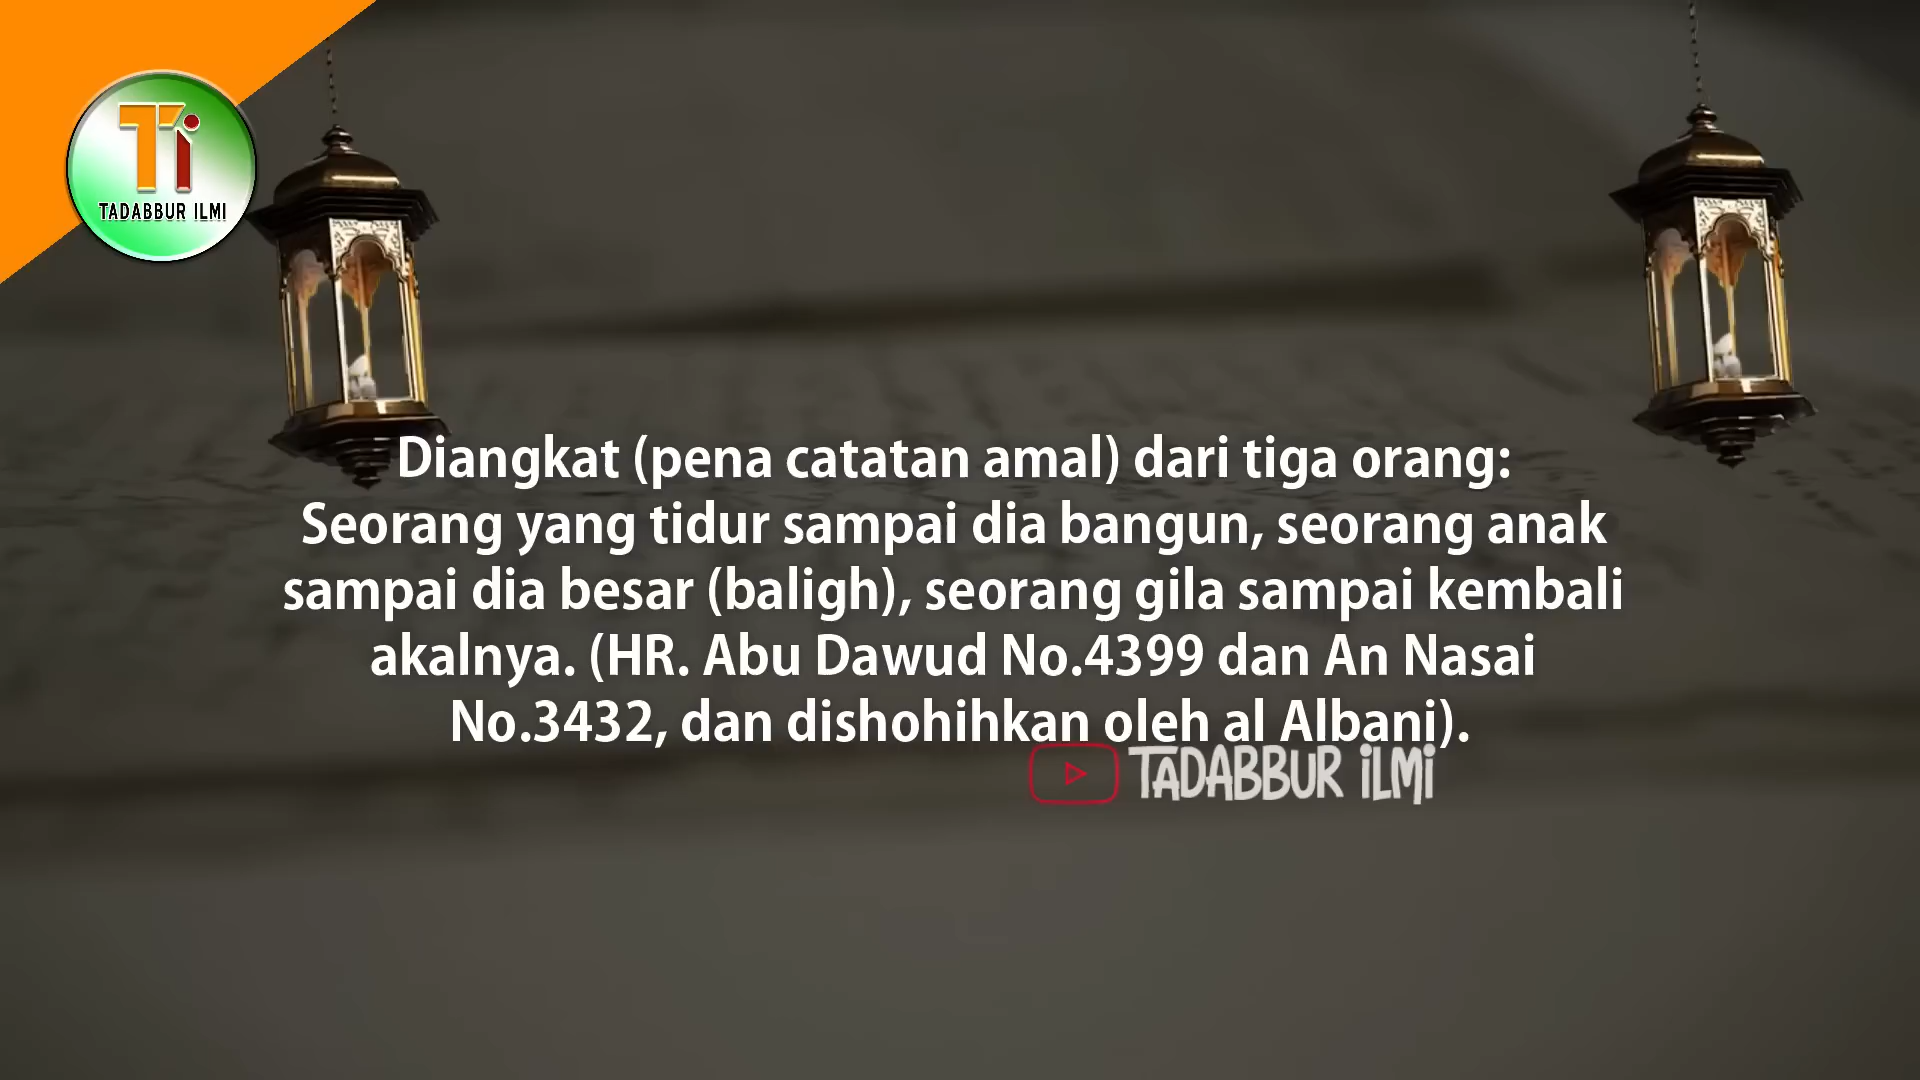 Ti
TADABBUR ILMI
Diangkat (pena catatan amal) dari tiga orang:
Seorang yang tidur sampai dia bangun, seorang anak
sampai dia besar (baligh), seorang gila sampai kembali
akalnya. (HR. Abu Dawud No.4399 dan An Nasai
No.3432, dan dishohihkan oleh al Albani).
TADABBUR iLMi